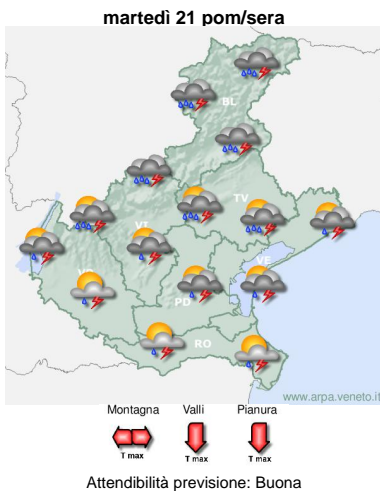 martedì 21 pom/sera
BL
TV
VI
VE
VR
PD
RO
www.arpa.veneto.it
Montagna Valli Pianura
T max T max T max
Attendibilità previsione: Buona